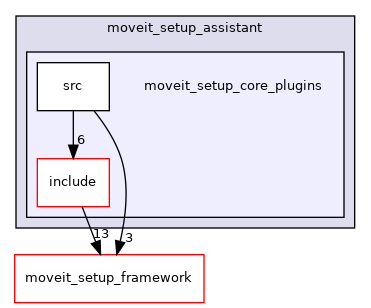 moveit_setup_assistant
src
moveit_setup_core_plugins
6
include
13
3
moveit_setup_framework